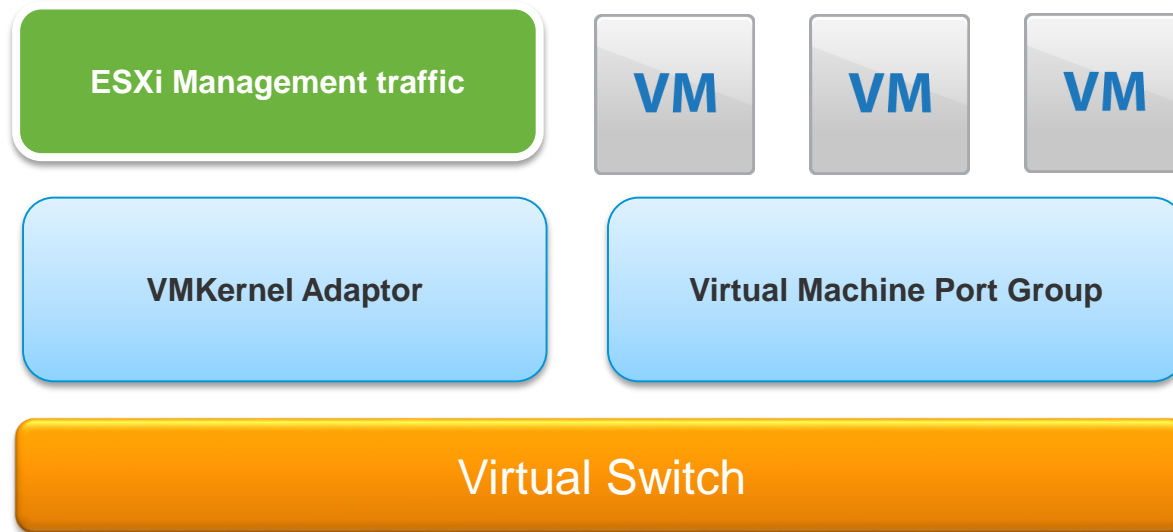 ESXi Management traffic
VM
VM
VM
VMKernel Adaptor
Virtual Machine Port Group
Virtual Switch